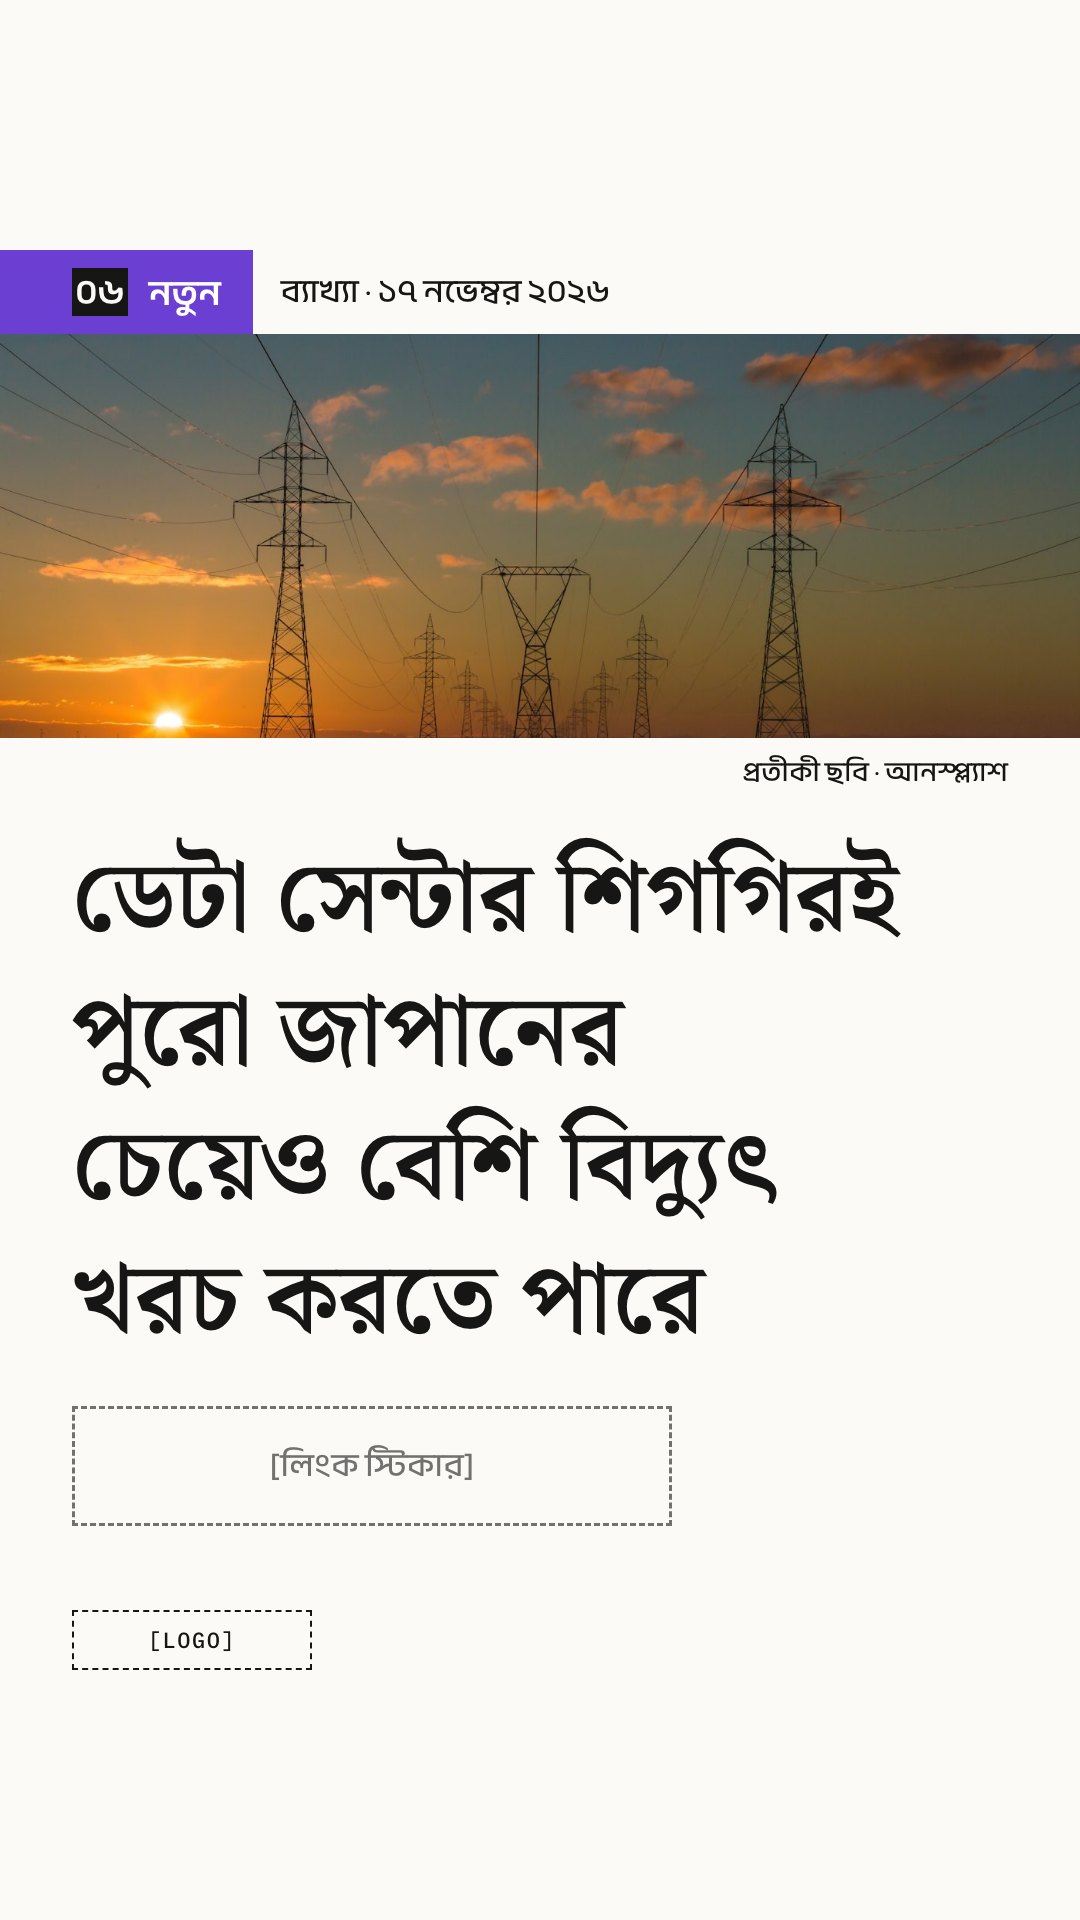 ০৬ নতুন ব্যাখ্যা · ১৭ নভেম্বর ২০২৬
প্রতীকী ছবি · আনস্প্ল্যাশ
ডেটা সেন্টার শিগগিরই
পুরো জাপানের
চেয়েও বেশি বিদ্যুৎ
খরচ করতে পারে
[লিংক স্টিকার]
[LOGO]